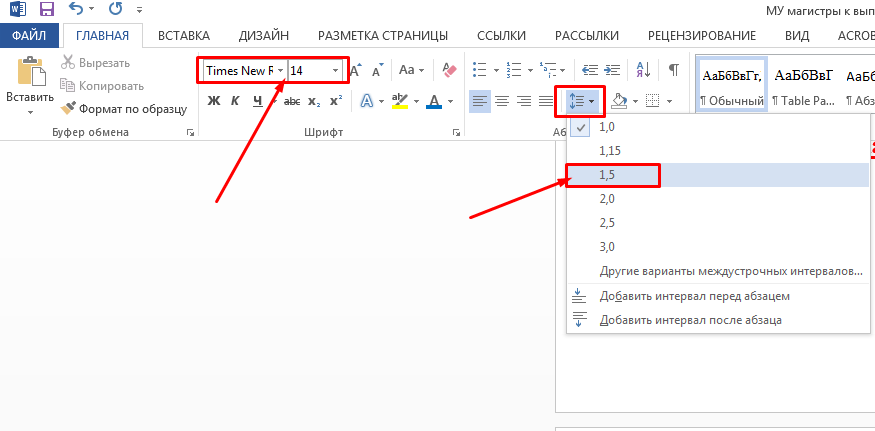 МУ магистры к вып
ФАЙЛ ГЛАВНАЯ ВСТАВКА ДИЗАЙН РАЗМЕТКА СТРАНИЦЫ ССЫЛКИ РАССЫЛКИ РЕЦЕНЗИРОВАНИЕ ВИД ACROB
Вставить
Вырезать
Копировать
Формат по образцу
Буфер обмена
Times New R 14
Aa
Ж К Ч abc x₂ x²
Шрифт
Аб
АаБбВвГг,
¶ Обычный
АаБбВвГ
¶ Table Pa...
АаБб
¶ Абз
1,0
1,15
1,5
2,0
2,5
3,0
Другие варианты междустрочных интервалов...
Добавить интервал перед абзацем
Добавить интервал после абзаца